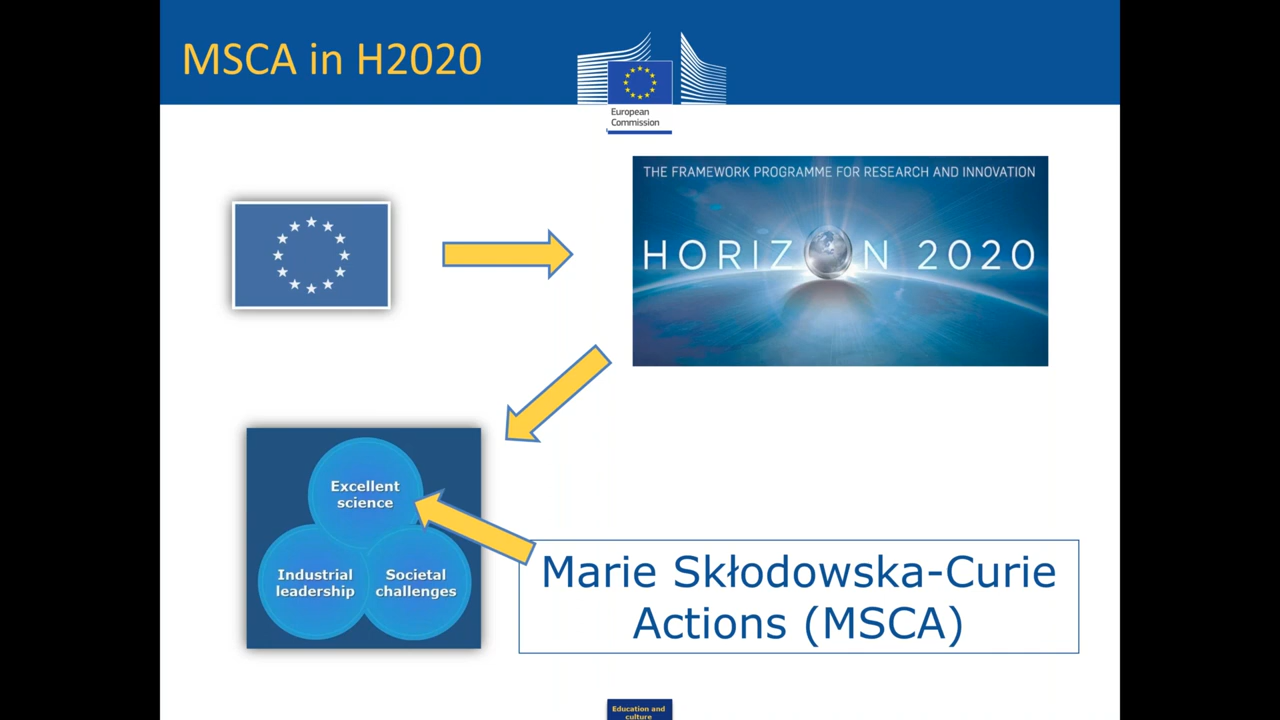 MSCA in H2020
European
Commission
THE FRAMEWORK PROGRAMME FOR RESEARCH AND INNOVATION
HORIZON 2020
Excellent
science
Industrial
leadership
Societal
challenges
Marie Skłodowska-Curie
Actions (MSCA)
Education and
culture